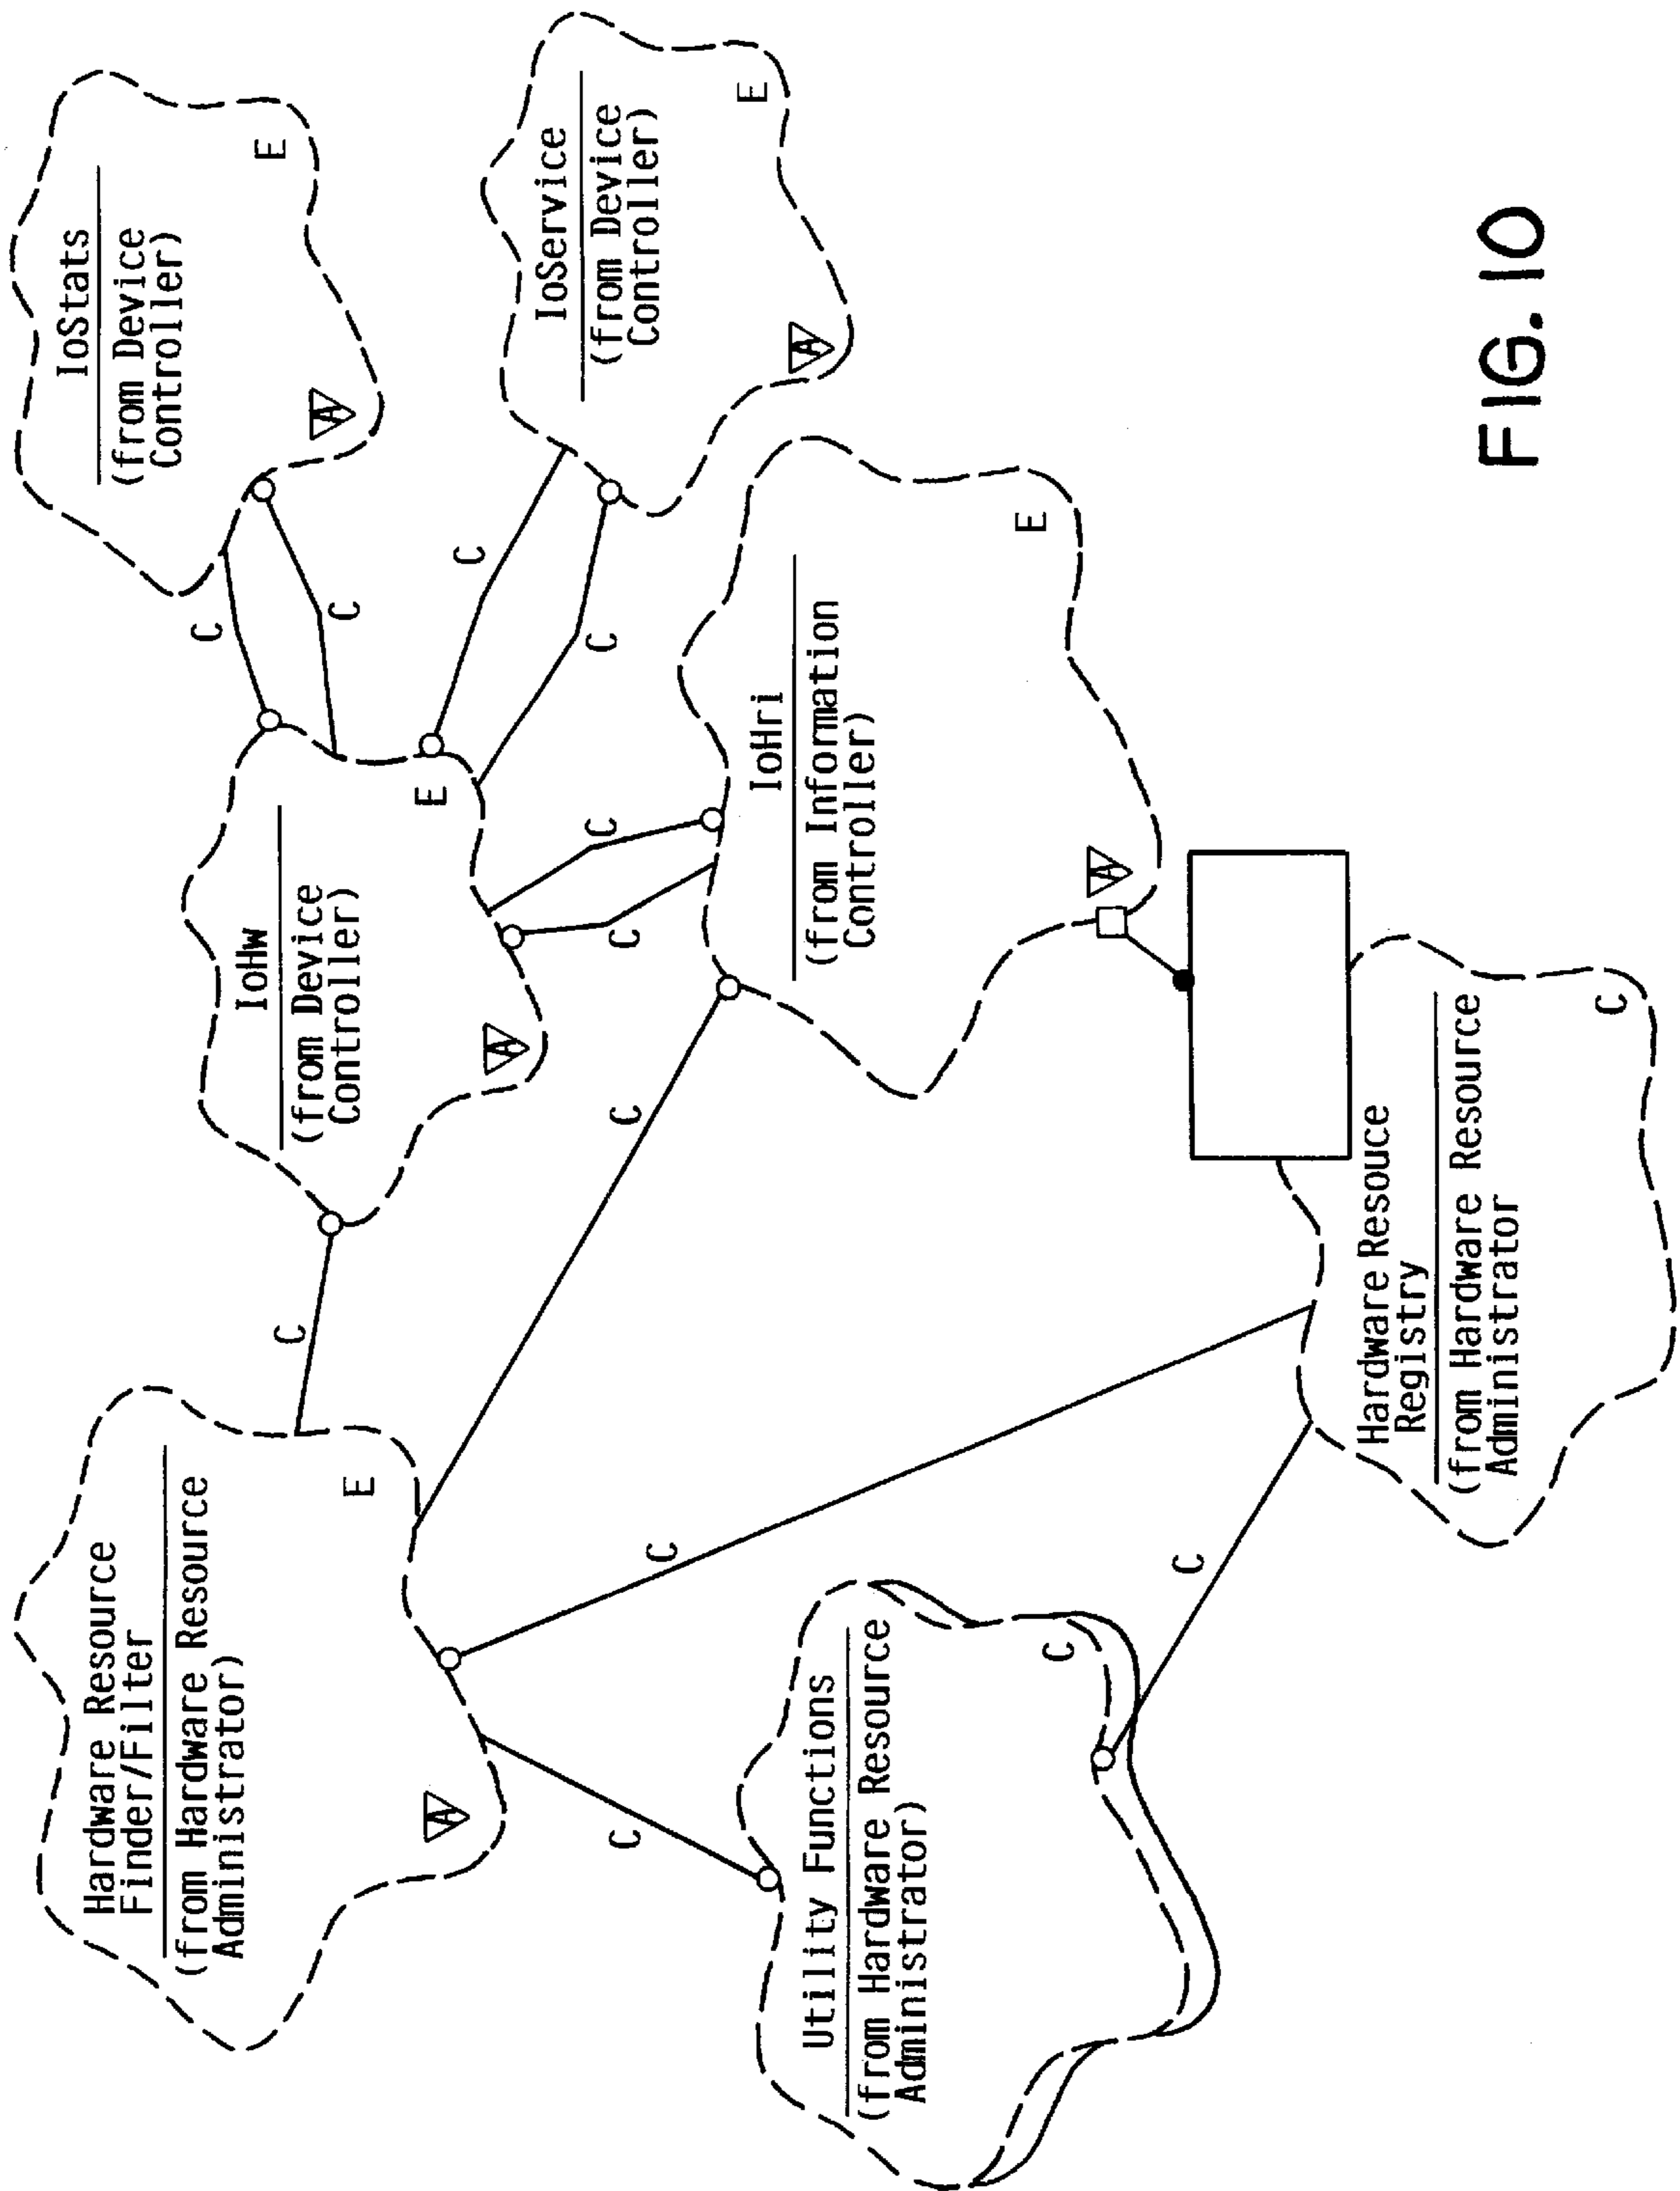 Hardware Resource
Finder/Filter
(from Hardware Resource
Administrator)
E
A
C
IoHw
(from Device
Controller)
E
A
C
C
IoStats
(from Device
Controller)
E
A
C
C
IoService
(from Device
Controller)
E
A
C
C
C
IoHri
(from Information
Controller)
E
A
C
Utility Functions
(from Hardware Resource
Administrator)
C
C
C
Hardware Resouce
Registry
(from Hardware Resource
Administrator
C
FIG. 10